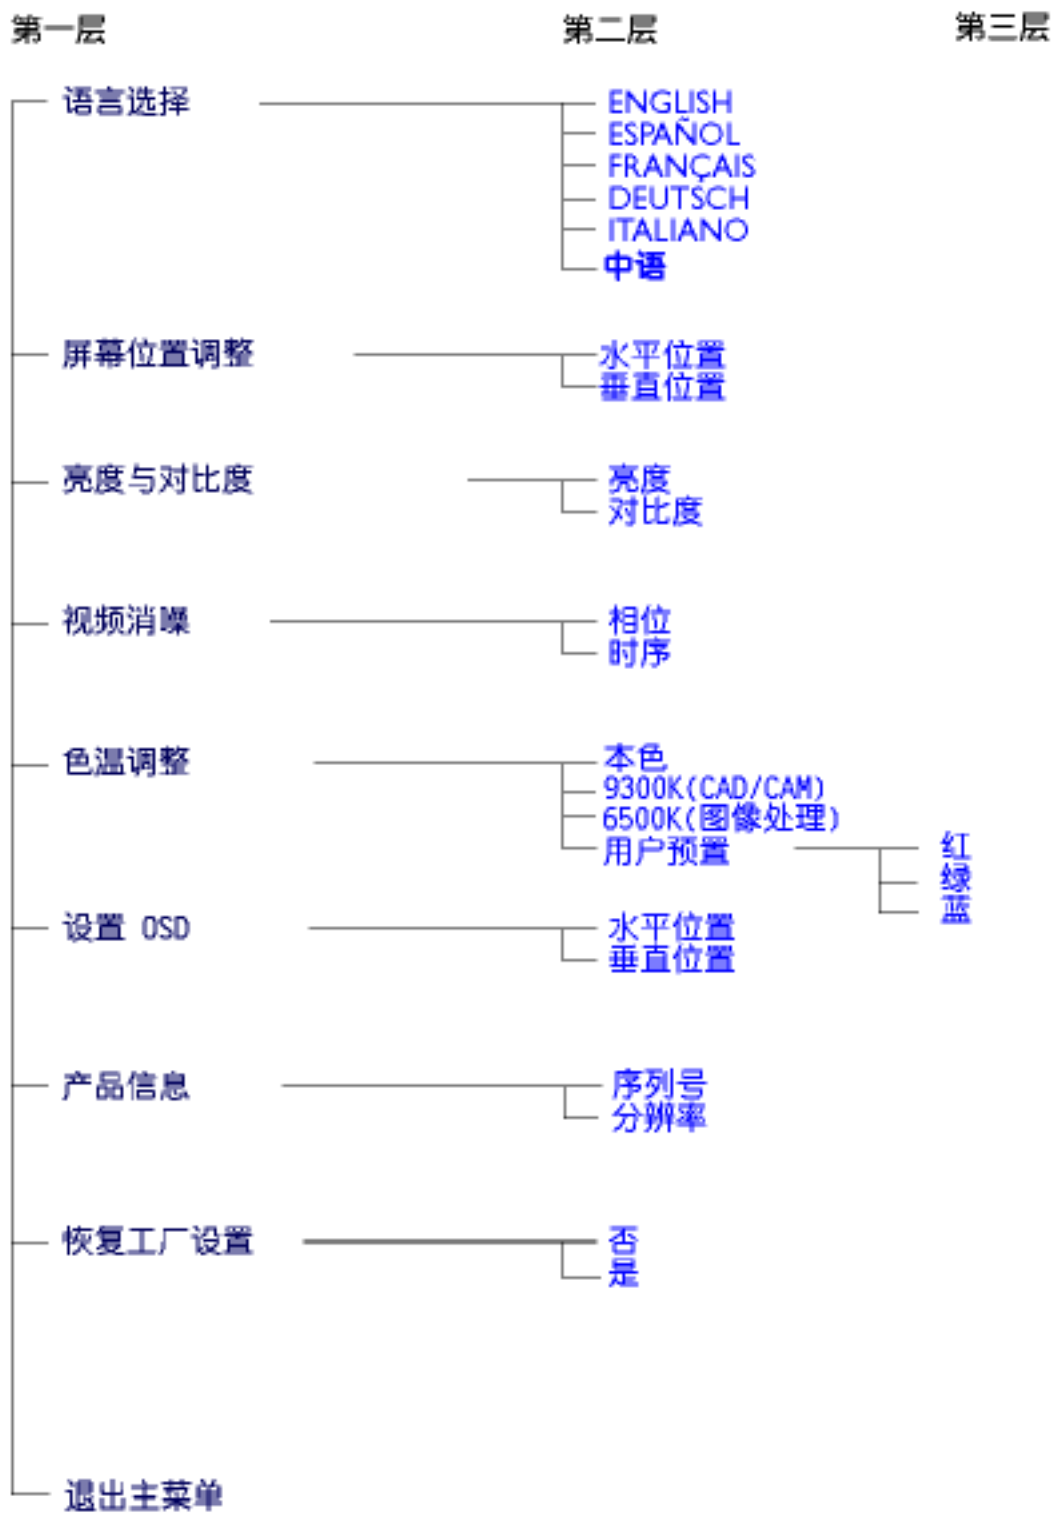 第一层 第二层 第三层
语言选择 ENGLISH
ESPAÑOL
FRANÇAIS
DEUTSCH
ITALIANO
中语
屏幕位置调整 水平位置
垂直位置
亮度与对比度 亮度
对比度
视频消噪 相位
时序
色温调整 本色
9300K(CAD/CAM)
6500K(图像处理)
用户预置 红
绿
蓝
设置 OSD 水平位置
垂直位置
产品信息 序列号
分辨率
恢复工厂设置 否
是
退出主菜单